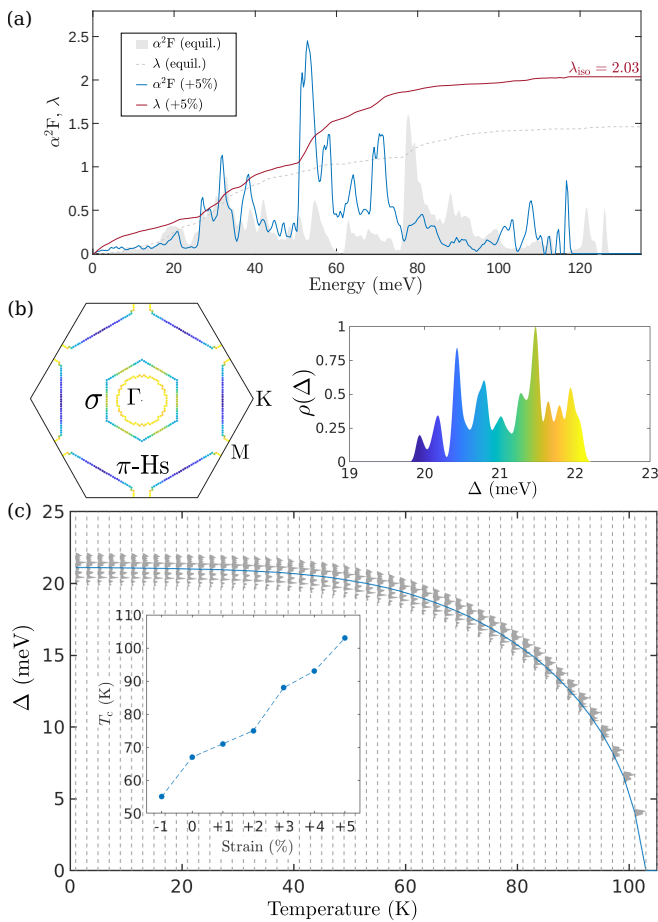 (a)
2.5
2
1.5
1
0.5
0
α²F, λ
α²F (equil.)
λ (equil.)
α²F (+5%)
λ (+5%)
λiso = 2.03
0 20 40 60 80 100 120
Energy (meV)
(b)
σ
Γ
K
M
π-Hs
1
0.75
0.5
0.25
0
ρ(Δ)
19 20 21 22 23
Δ (meV)
(c)
25
20
15
10
5
0
Δ (meV)
110
100
90
80
70
60
50
Tc (K)
-1 0 +1 +2 +3 +4 +5
Strain (%)
0 20 40 60 80 100
Temperature (K)